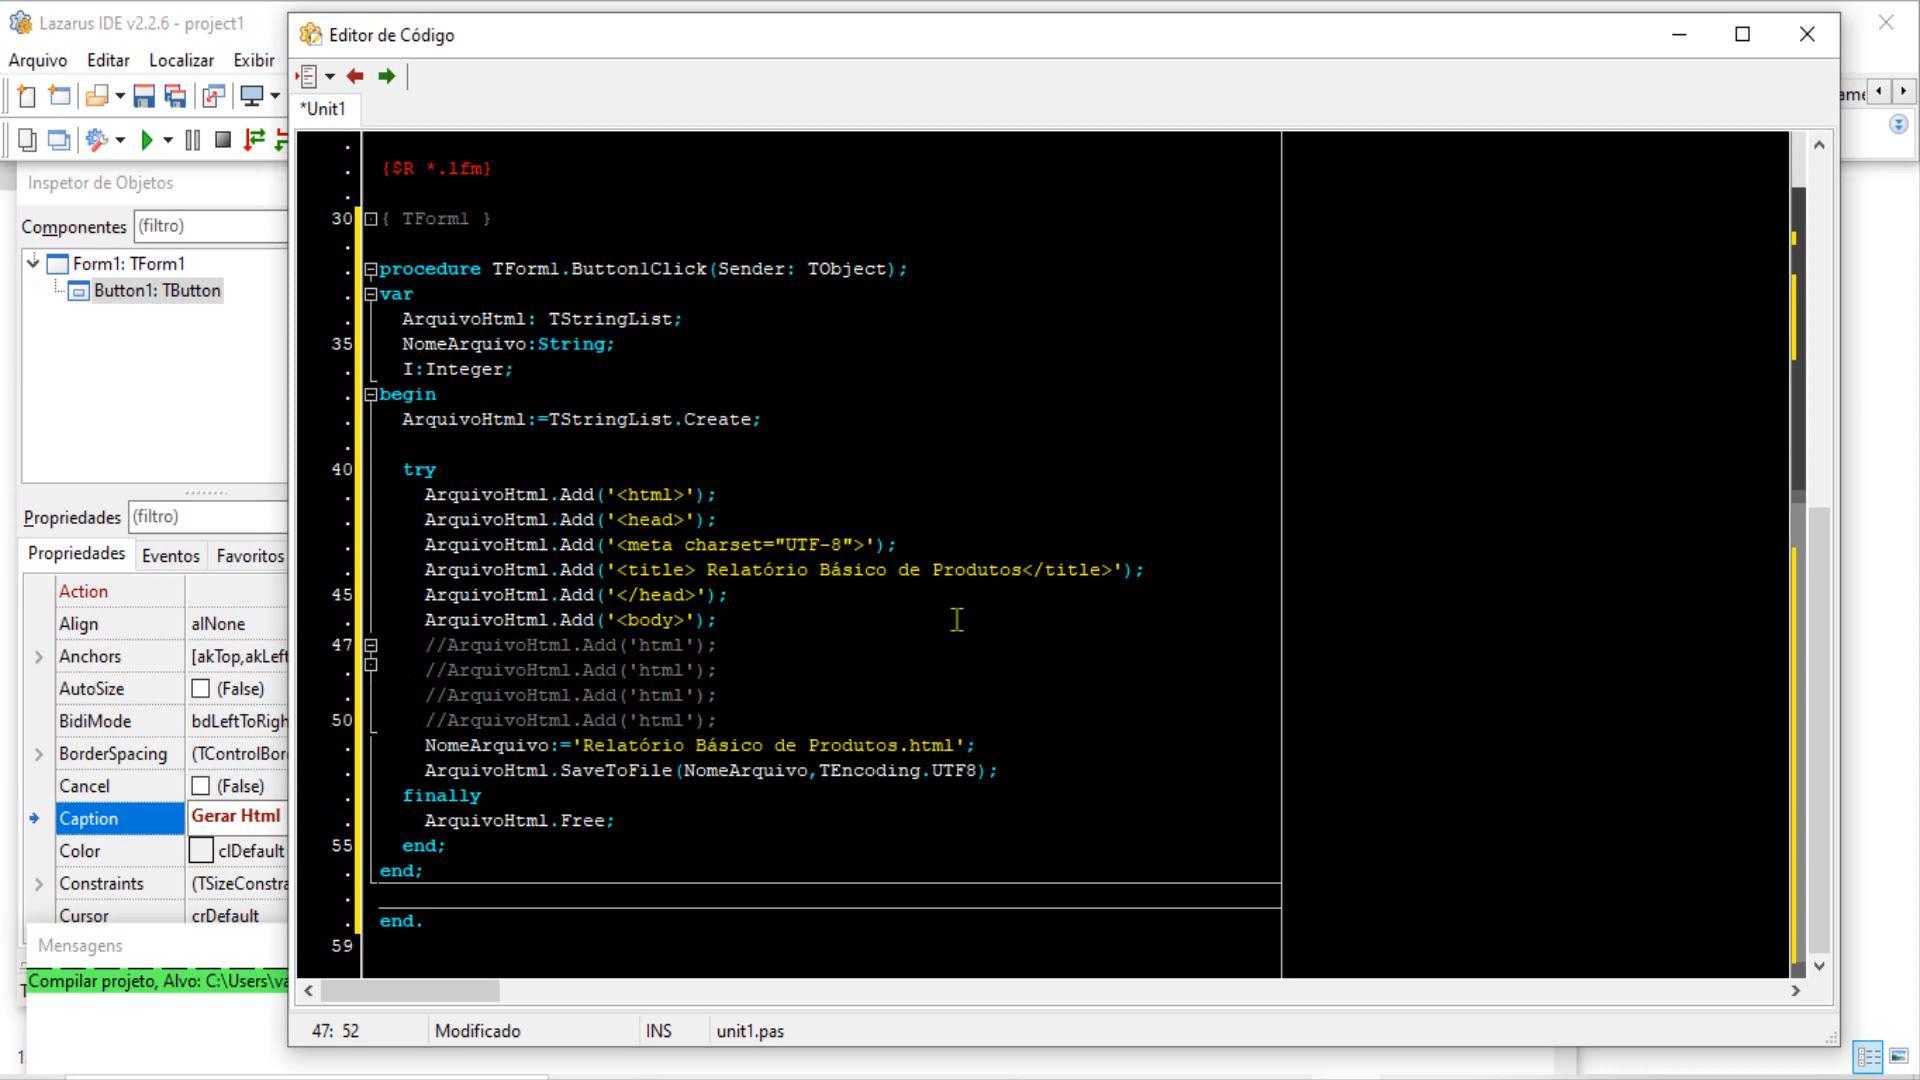 Lazarus IDE v2.2.6 - project1
Arquivo Editar Localizar Exibir
Inspetor de Objetos
Componentes (filtro)
Form1: TForm1
Button1: TButton
Propriedades (filtro)
Propriedades Eventos Favoritos
Action
Align alNone
Anchors [akTop,akLeft
AutoSize (False)
BidiMode bdLeftToRigh
BorderSpacing (TControlBor
Cancel (False)
Caption Gerar Html
Color clDefault
Constraints (TSizeConstra
Cursor crDefault
Mensagens
Compilar projeto, Alvo: C:\Users\va
Editor de Código
*Unit1
{$R *.lfm}
30 { TForm1 }
procedure TForm1.Button1Click(Sender: TObject);
var
ArquivoHtml: TStringList;
35 NomeArquivo:String;
I:Integer;
begin
ArquivoHtml:=TStringList.Create;
40 try
ArquivoHtml.Add('<html>');
ArquivoHtml.Add('<head>');
ArquivoHtml.Add('<meta charset="UTF-8">');
ArquivoHtml.Add('<title> Relatório Básico de Produtos</title>');
45 ArquivoHtml.Add('</head>');
ArquivoHtml.Add('<body>');
47 //ArquivoHtml.Add('html');
//ArquivoHtml.Add('html');
//ArquivoHtml.Add('html');
50 //ArquivoHtml.Add('html');
NomeArquivo:='Relatório Básico de Produtos.html';
ArquivoHtml.SaveToFile(NomeArquivo,TEncoding.UTF8);
finally
ArquivoHtml.Free;
55 end;
end;
end.
59
47: 52 Modificado INS unit1.pas